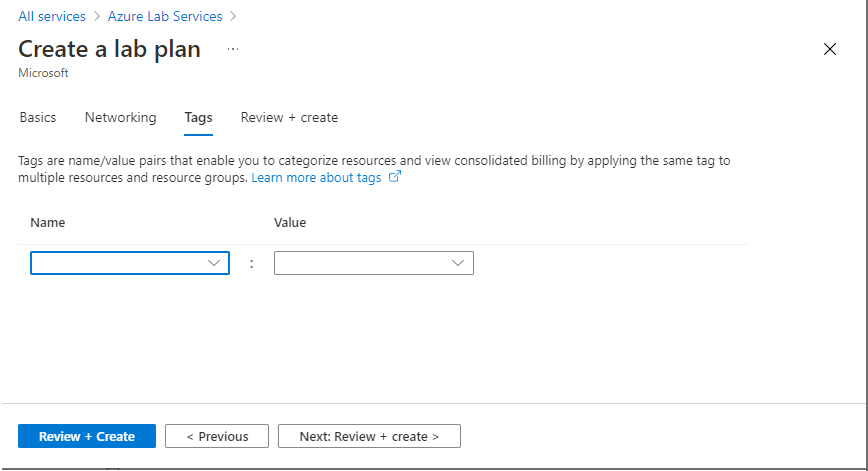 All services > Azure Lab Services >
Create a lab plan ...
Microsoft
Basics Networking Tags Review + create
Tags are name/value pairs that enable you to categorize resources and view consolidated billing by applying the same tag to
multiple resources and resource groups. Learn more about tags
Name Value
:
Review + Create < Previous Next: Review + create >